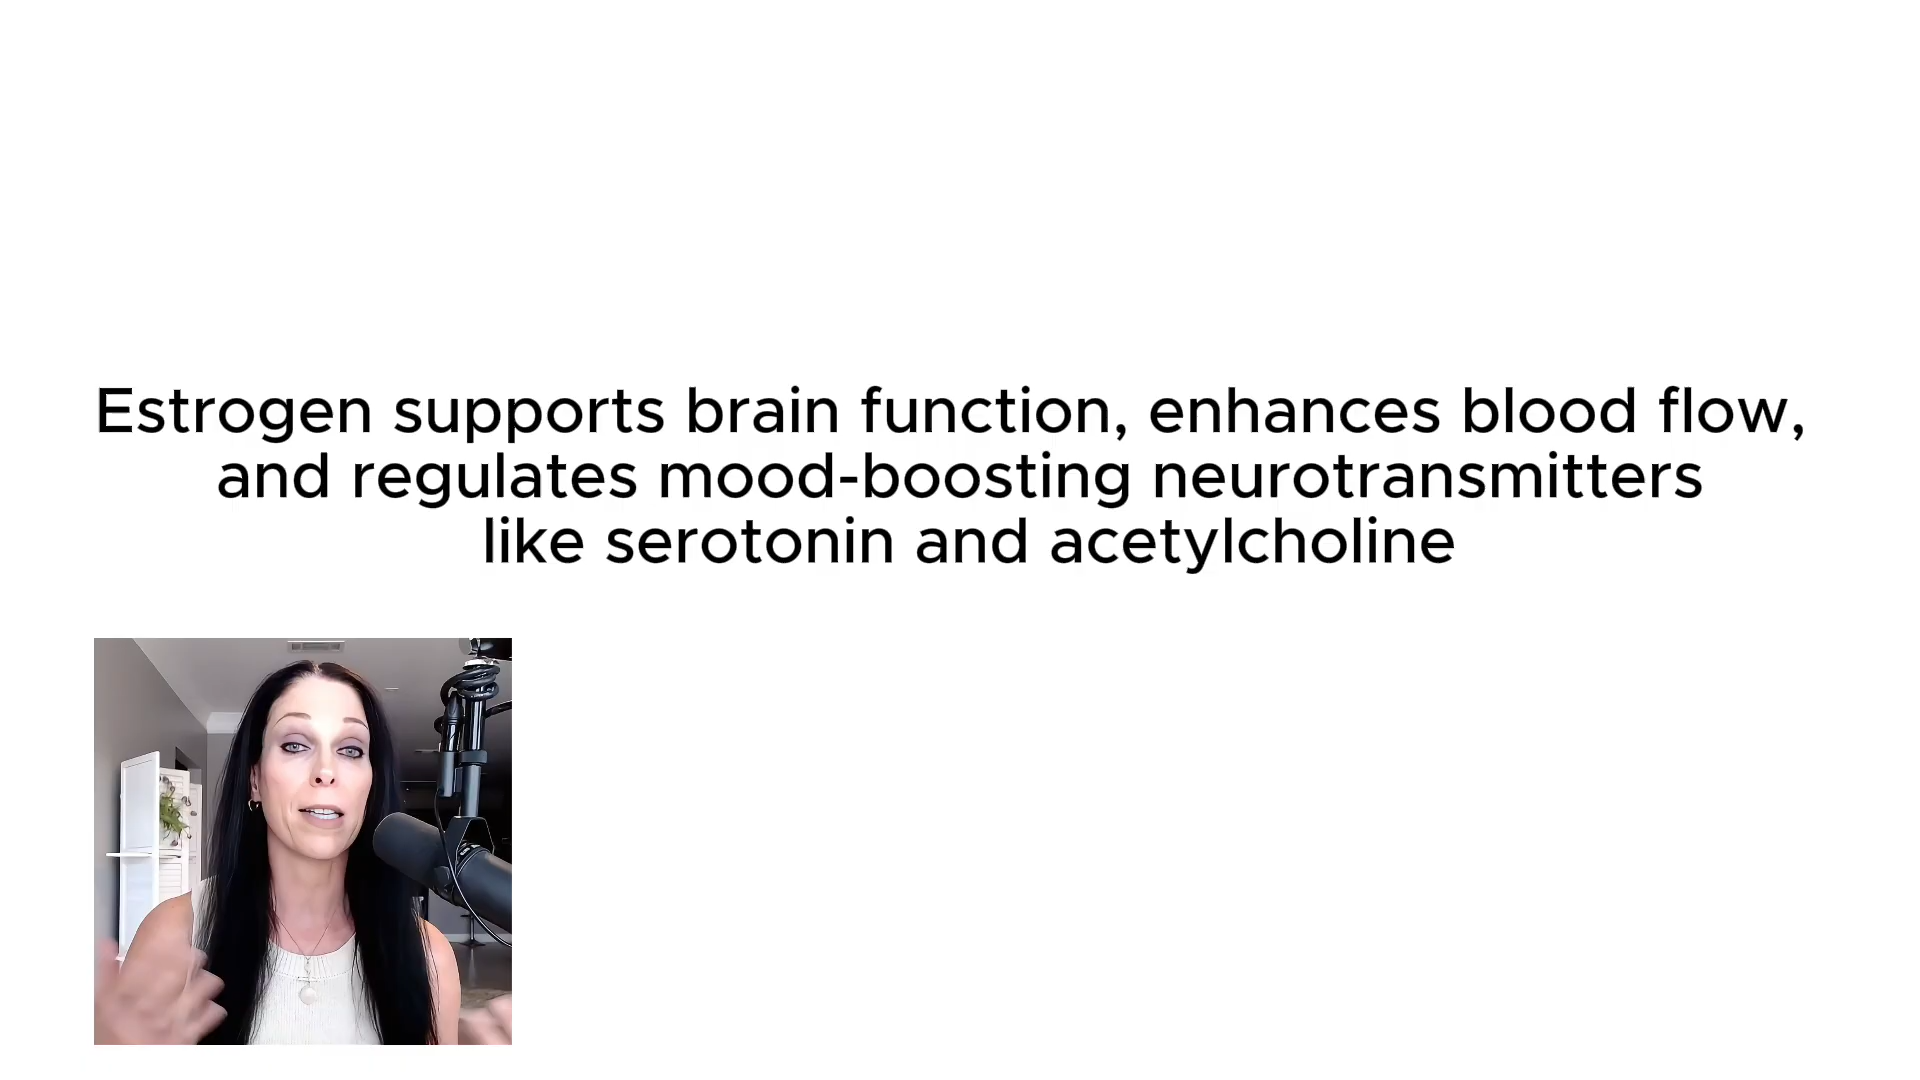 Estrogen supports brain function, enhances blood flow,
and regulates mood-boosting neurotransmitters
like serotonin and acetylcholine